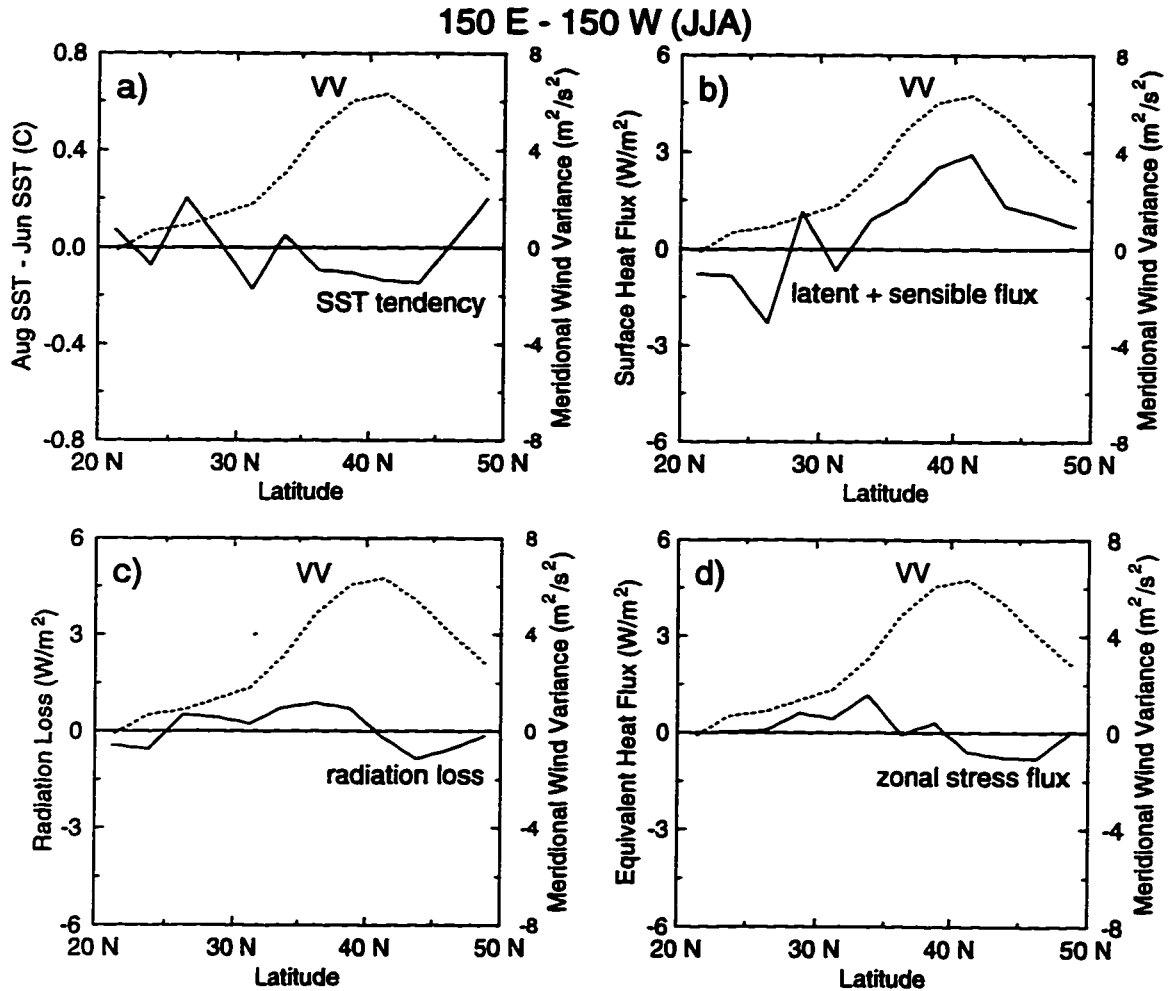 150 E - 150 W (JJA)
a)
VV
SST tendency
0.8
0.4
0.0
-0.4
-0.8
8
4
0
-4
-8
20 N
30 N
40 N
50 N
Latitude
Aug SST - Jun SST (C)
Meridional Wind Variance (m²/s²)
b)
VV
latent + sensible flux
6
3
0
-3
-6
8
4
0
-4
-8
20 N
30 N
40 N
50 N
Latitude
Surface Heat Flux (W/m²)
Meridional Wind Variance (m²/s²)
c)
VV
radiation loss
6
3
0
-3
-6
8
4
0
-4
-8
20 N
30 N
40 N
50 N
Latitude
Radiation Loss (W/m²)
Meridional Wind Variance (m²/s²)
d)
VV
zonal stress flux
6
3
0
-3
-6
8
4
0
-4
-8
20 N
30 N
40 N
50 N
Latitude
Equivalent Heat Flux (W/m²)
Meridional Wind Variance (m²/s²)